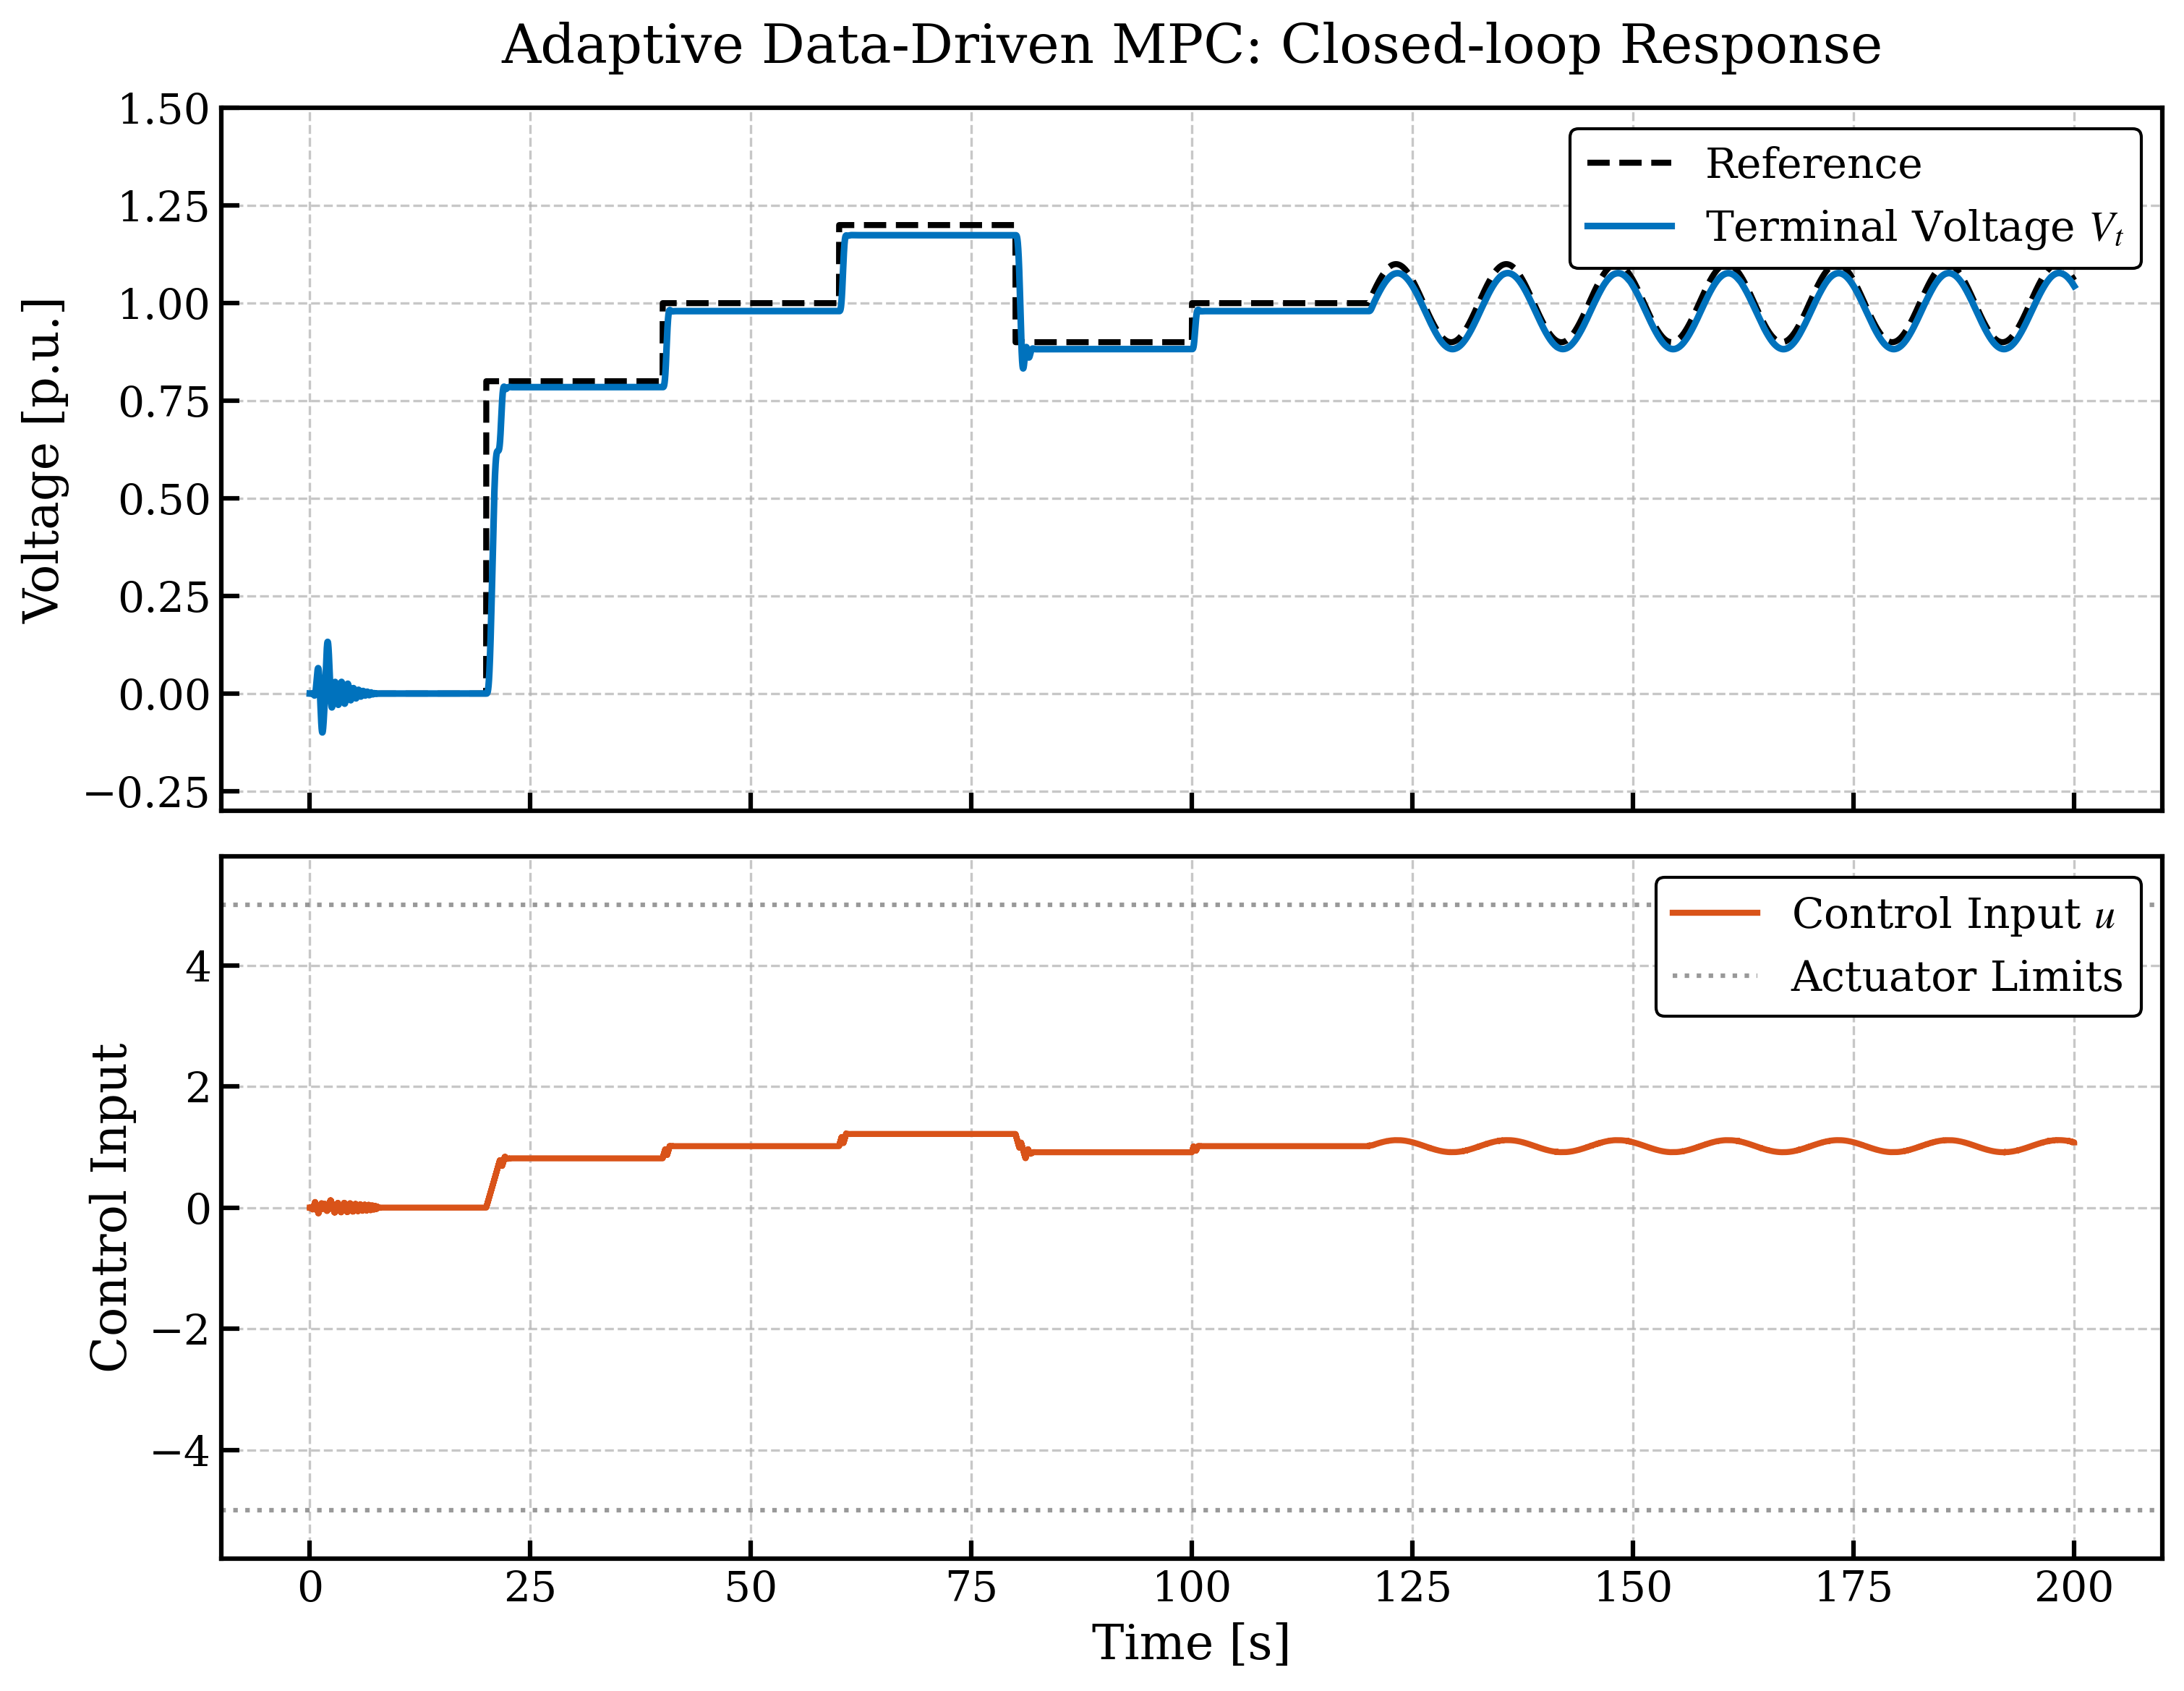 Adaptive Data-Driven MPC: Closed-loop Response
1.50
1.25
1.00
0.75
0.50
0.25
0.00
−0.25
Voltage [p.u.]
Reference
Terminal Voltage Vₜ
4
2
0
−2
−4
Control Input
Control Input u
Actuator Limits
0 25 50 75 100 125 150 175 200
Time [s]